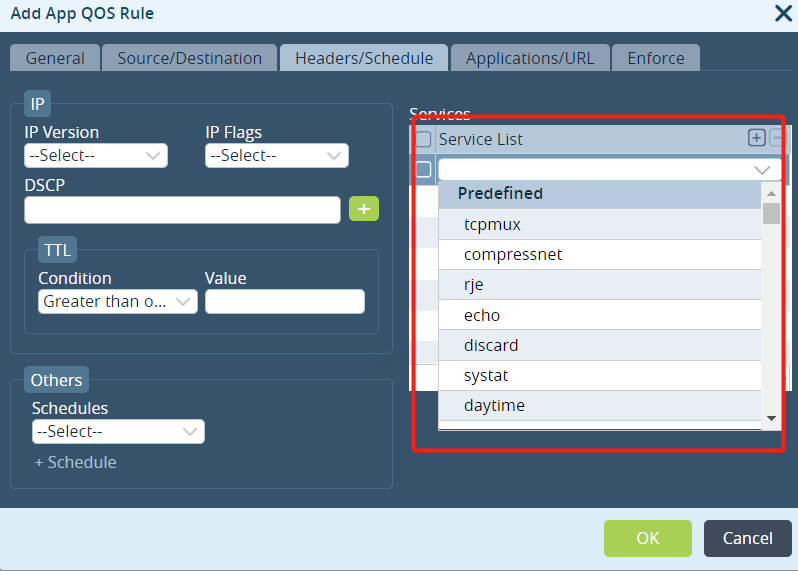 Add App QOS Rule
General
Source/Destination
Headers/Schedule
Applications/URL
Enforce
IP
IP Version
IP Flags
--Select--
--Select--
DSCP
TTL
Condition
Value
Greater than o...
Others
Schedules
--Select--
+ Schedule
Services
Service List
Predefined
tcpmux
compressnet
rje
echo
discard
systat
daytime
OK
Cancel